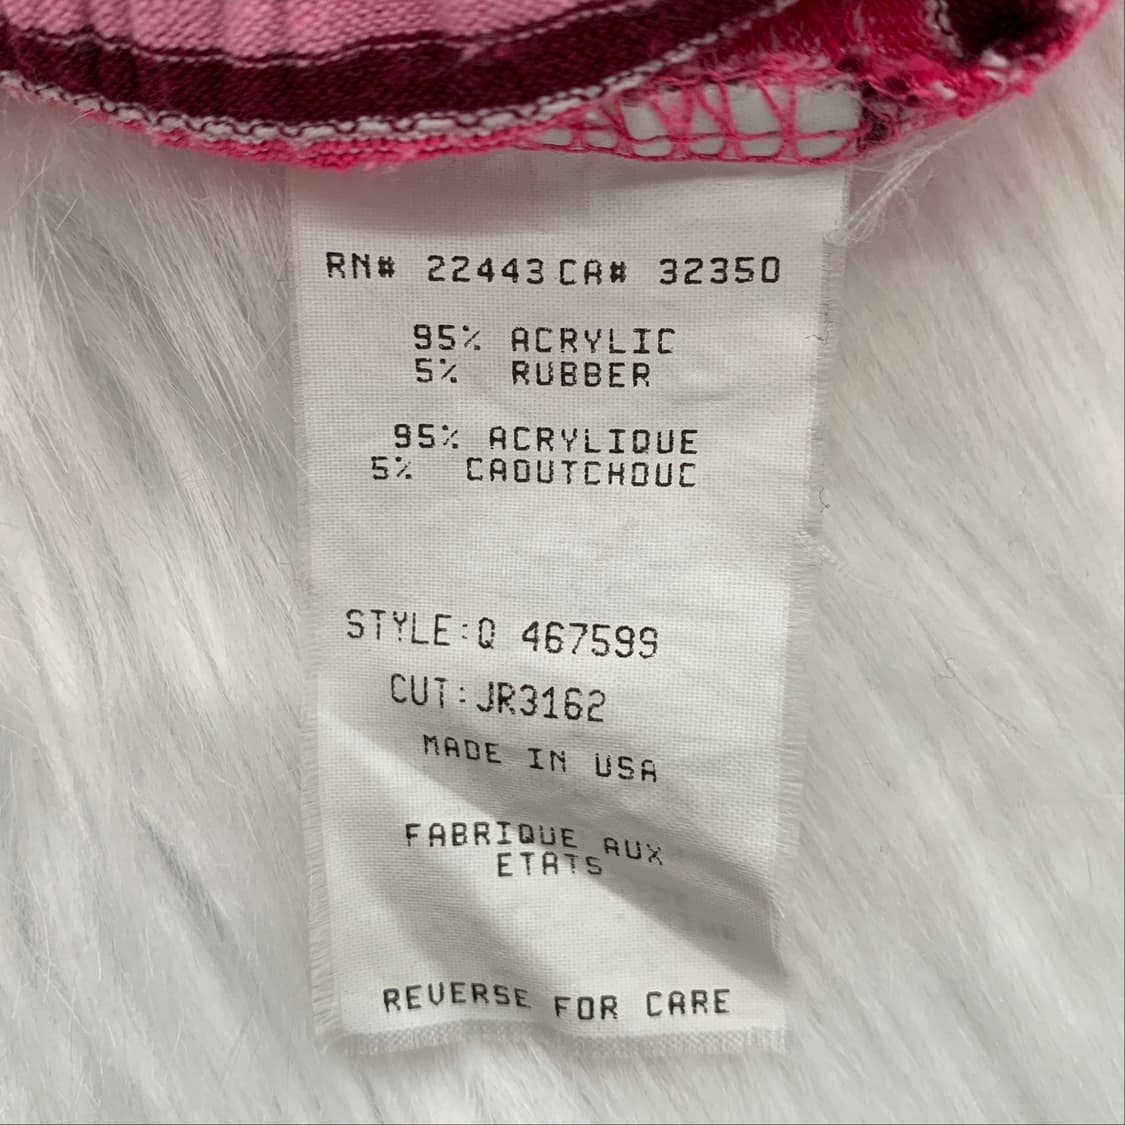 RN# 22443 CA# 32350
95% ACRYLIC
5% RUBBER
95% ACRYLIQUE
5% CAOUTCHOUC
STYLE:Q 467599
CUT:JR3162
MADE IN USA
FABRIQUE AUX
ETATS
REVERSE FOR CARE